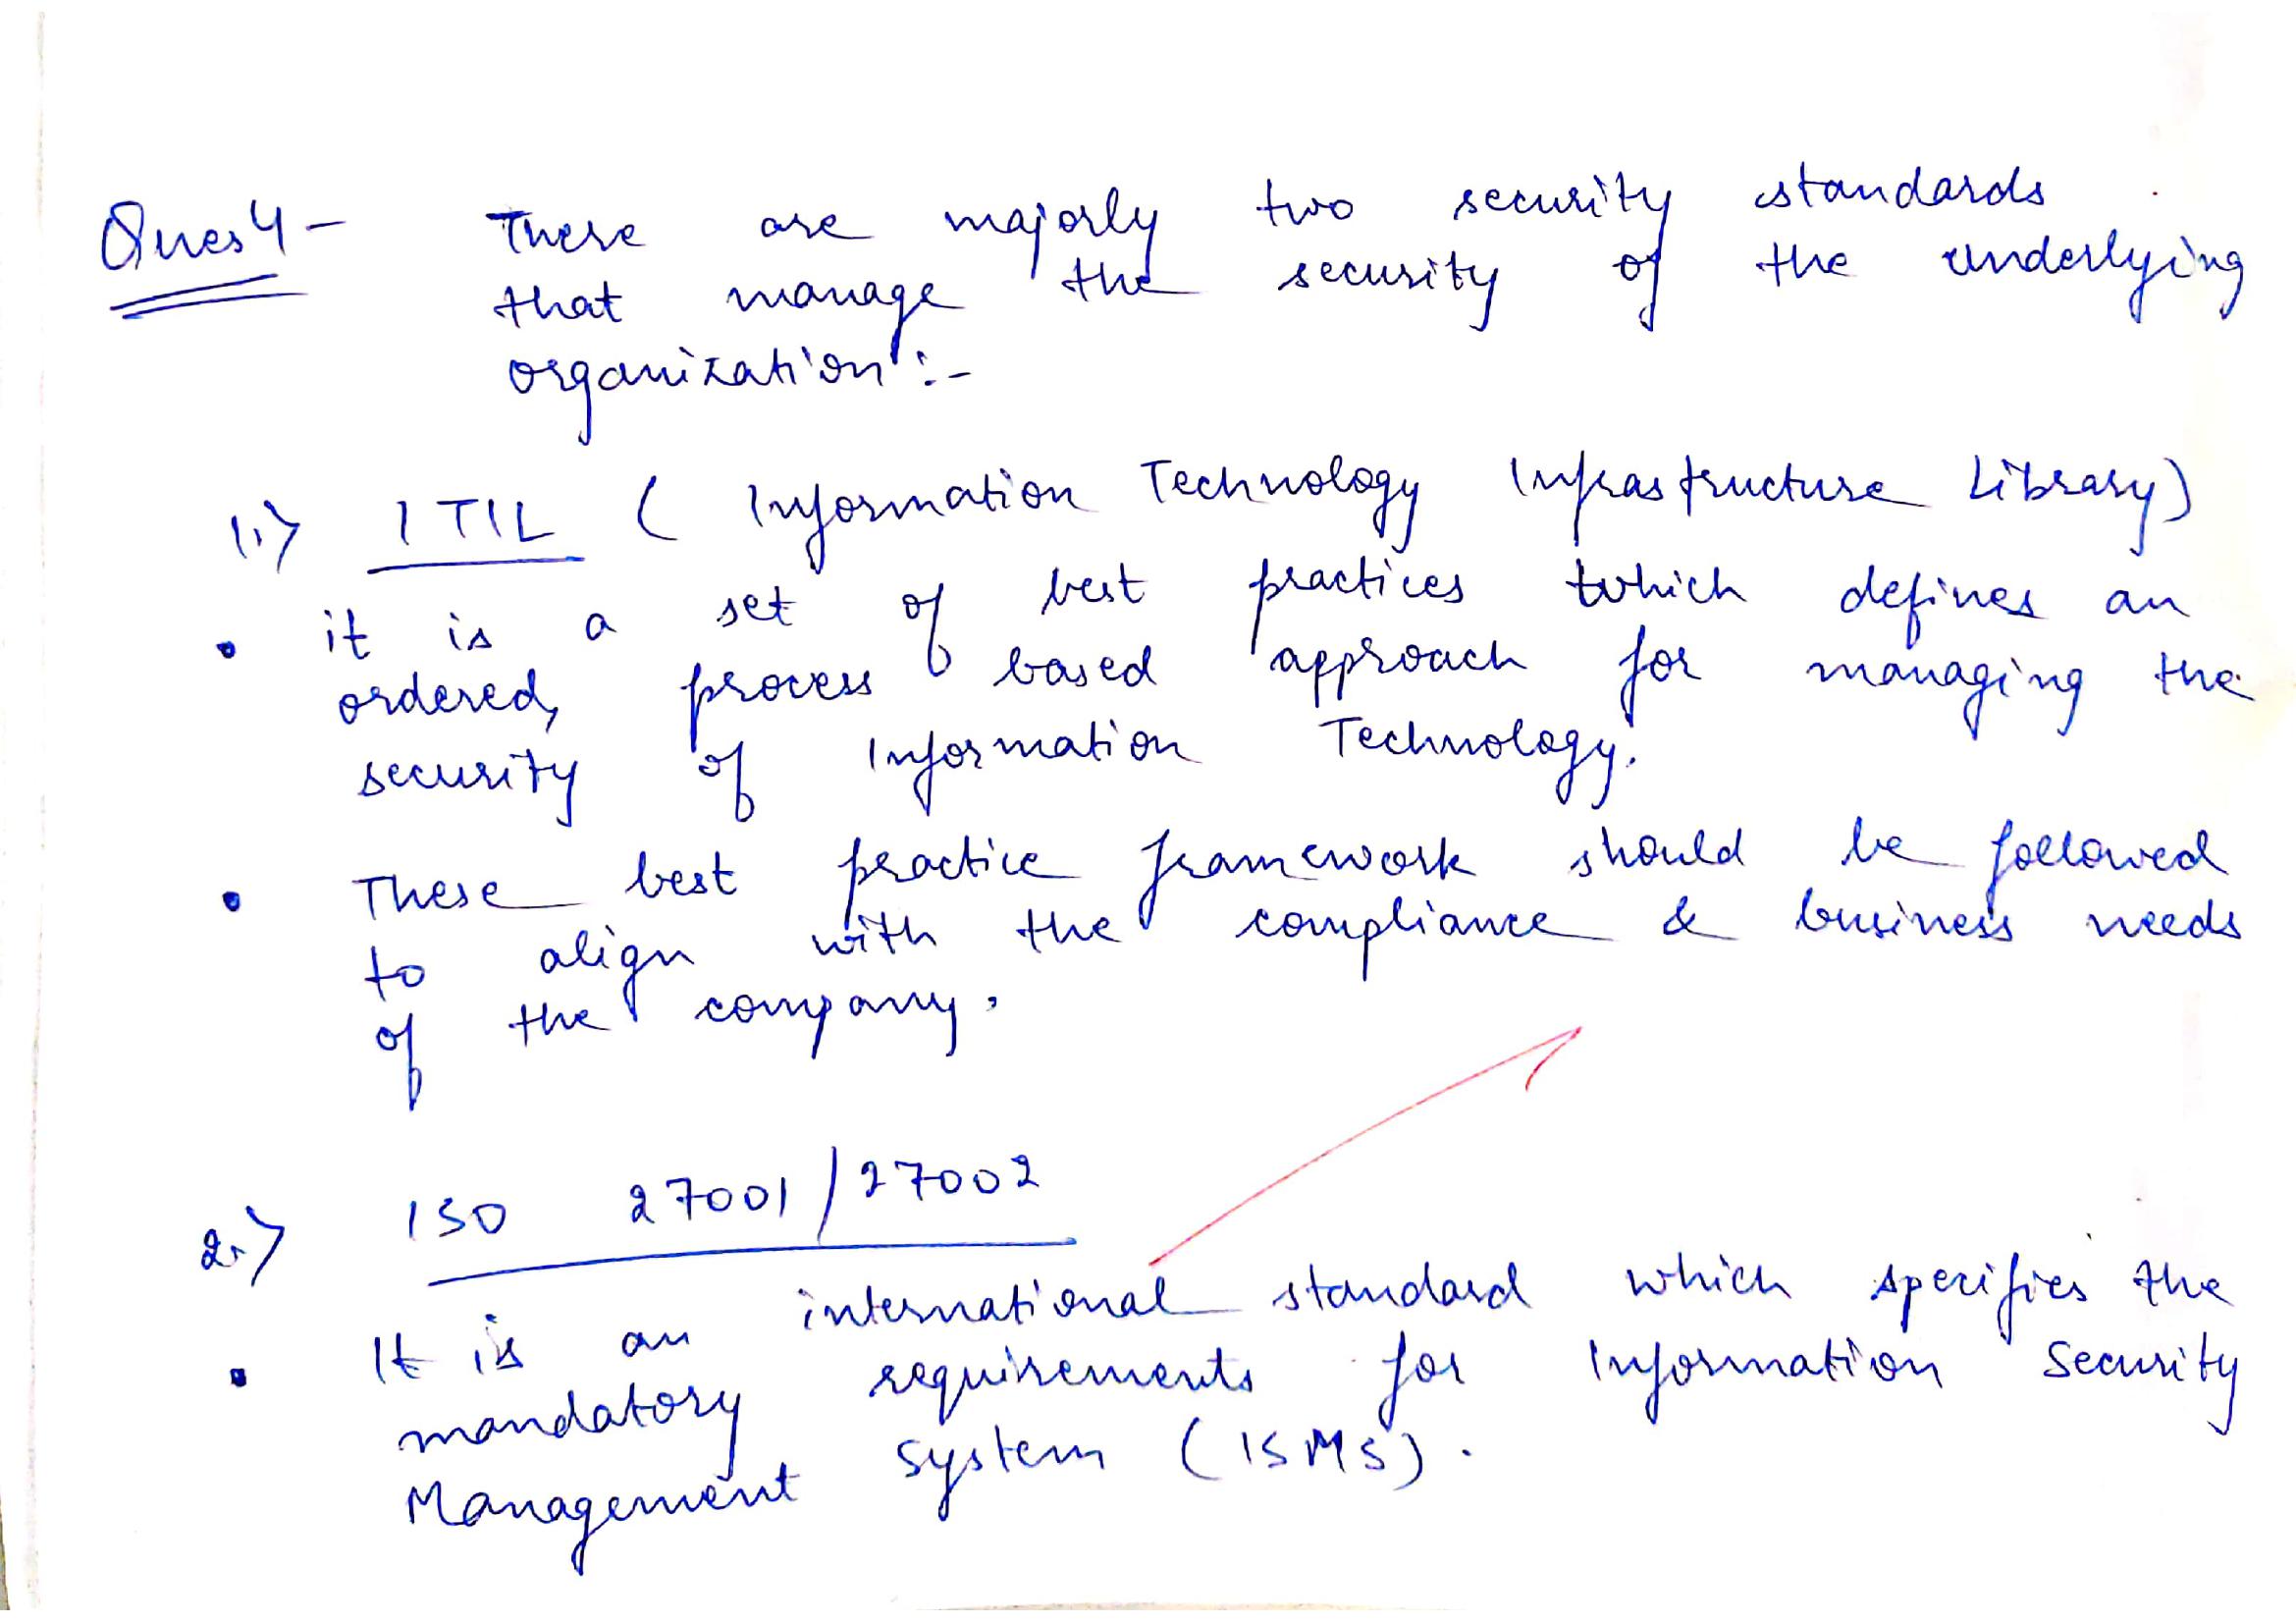 Ques 4 - There are majorly two security standards
that manage the security of the underlying
organization :-
1.) ITIL ( Information Technology Infrastructure Library)
• it is a set of best practices which defines an
ordered, process based approach for managing the
security of Information Technology.
• These best practice framework should be followed
to align with the compliance & business needs
of the company.
2.) ISO 27001/27002
• It is an international standard which specifies the
mandatory requirements for Information Security
Management System (ISMS).